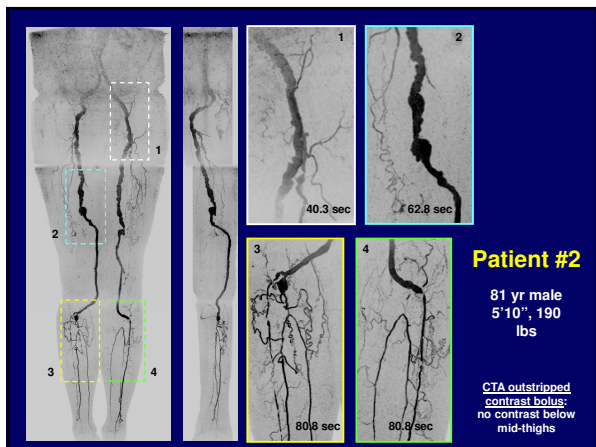 1
2
3
4
1
40.3 sec
2
62.8 sec
3
80.8 sec
4
80.8 sec
Patient #2
81 yr male
5'10", 190
lbs
CTA outstripped
contrast bolus:
no contrast below
mid-thighs